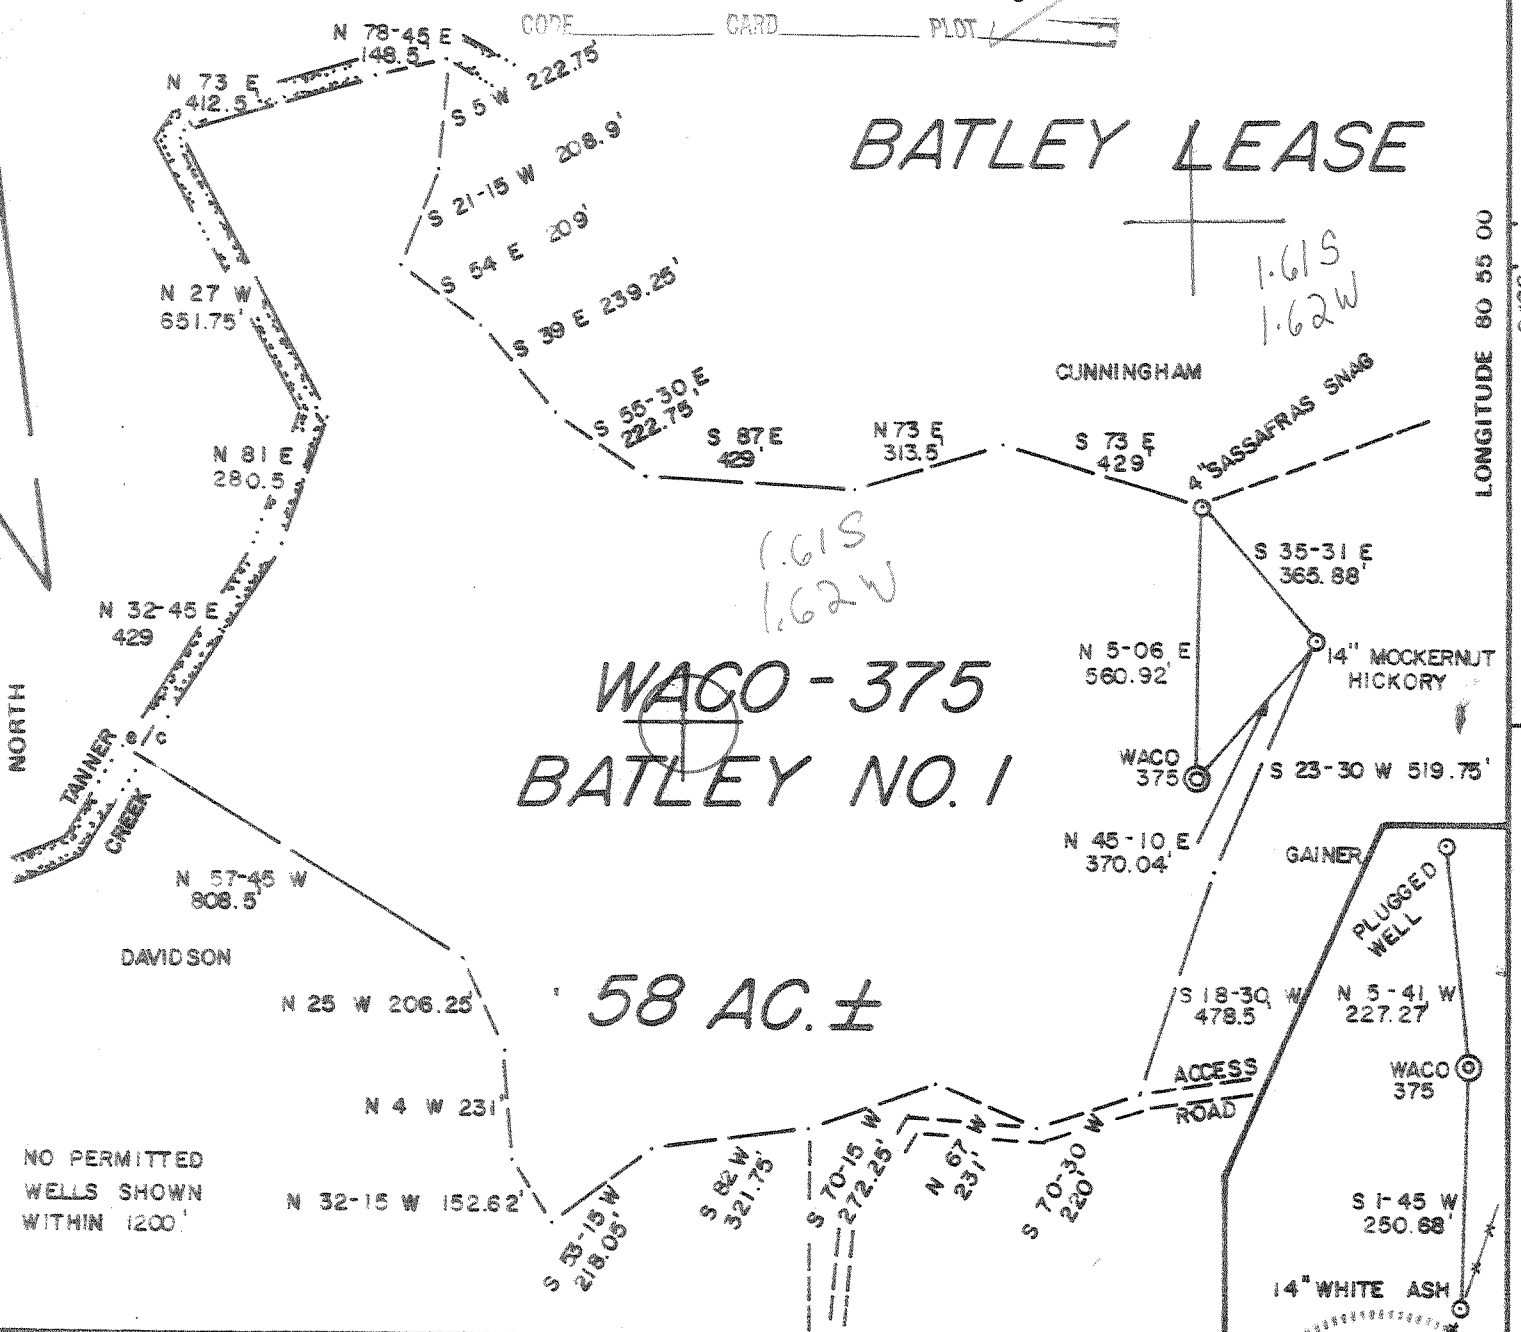 CODE CARD PLOT
N 78-45 E
148.5'
N 73 E
412.5'
S 5 W 222.75'
S 21-15 W 208.9'
S 54 E 209'
S 39 E 239.25'
S 55-30 E
222.75'
BATLEY LEASE
1.61 S
1.62 W
LONGITUDE 80 55 00
N 27 W
651.75'
N 81 E
280.5
N 32-45 E
429
CUNNINGHAM
S 87 E
429'
N 73 E
313.5'
S 73 E
429'
4" SASSAFRAS SNAG
1.61 S
1.62 W
S 35-31 E
365.88'
N 5-06 E
560.92'
14" MOCKERNUT
HICKORY
WACO - 375
BATLEY NO. 1
NORTH
TANNER
CREEK
@ C
WACO
375
S 23-30 W 519.75'
N 45-10 E
370.04'
GAINER
PLUGGED
WELL
N 57-45 W
808.5'
DAVIDSON
N 25 W 206.25'
58 AC. ±
S 18-30 W
478.5'
N 5-41 W
227.27'
WACO
375
ACCESS
ROAD
N 4 W 231'
NO PERMITTED
WELLS SHOWN
WITHIN 1200'
N 32-15 W 152.62'
S 53-15 W
218.05'
S 82 W
321.75'
S 70-15 W
272.25'
N 67 W
231'
S 70-30 W
220'
S 1-45 W
250.68'
14" WHITE ASH